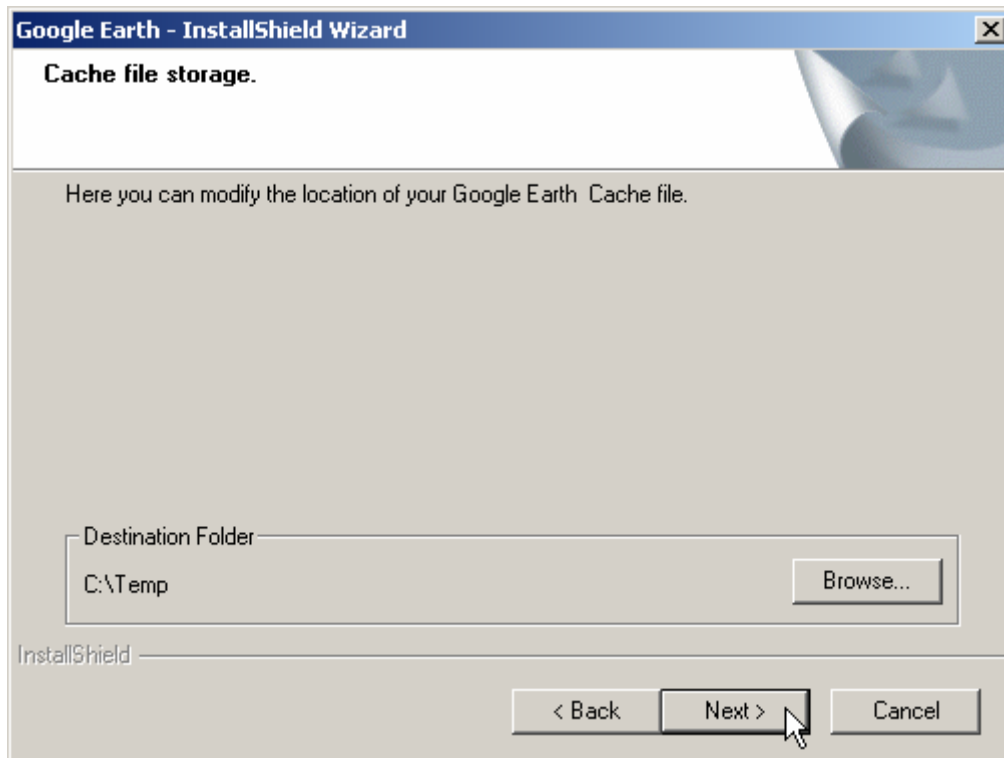 Google Earth - InstallShield Wizard
Cache file storage.
Here you can modify the location of your Google Earth  Cache file.
Destination Folder
C:\Temp
Browse...
InstallShield
< Back
Next >
Cancel